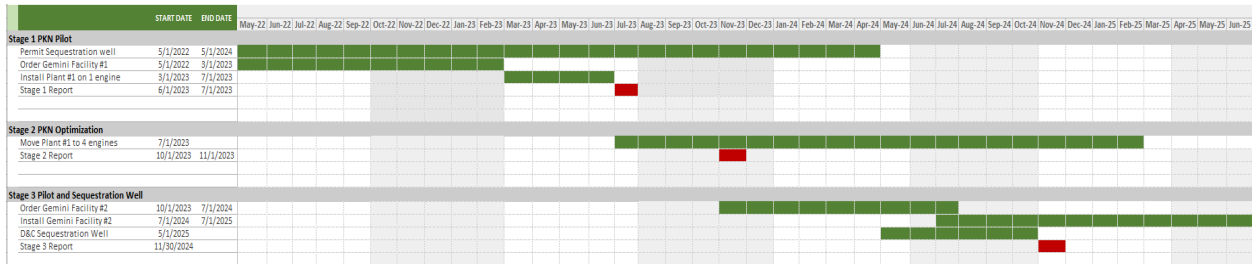 START DATE END DATE May-22 Jun-22 Jul-22 Aug-22 Sep-22 Oct-22 Nov-22 Dec-22 Jan-23 Feb-23 Mar-23 Apr-23 May-23 Jun-23 Jul-23 Aug-23 Sep-23 Oct-23 Nov-23 Dec-23 Jan-24 Feb-24 Mar-24 Apr-24 May-24 Jun-24 Jul-24 Aug-24 Sep-24 Oct-24 Nov-24 Dec-24 Jan-25 Feb-25 Mar-25 Apr-25 May-25 Jun-25
Stage 1 PKN Pilot
Permit Sequestration well 5/1/2022 5/1/2024
Order Gemini Facility #1 5/1/2022 3/1/2023
Install Plant #1 on 1 engine 3/1/2023 7/1/2023
Stage 1 Report 6/1/2023 7/1/2023
Stage 2 PKN Optimization
Move Plant #1 to 4 engines 7/1/2023
Stage 2 Report 10/1/2023 11/1/2023
Stage 3 Pilot and Sequestration Well
Order Gemini Facility #2 10/1/2023 7/1/2024
Install Gemini Facility #2 7/1/2024 7/1/2025
D&C Sequestration Well 5/1/2025
Stage 3 Report 11/30/2024